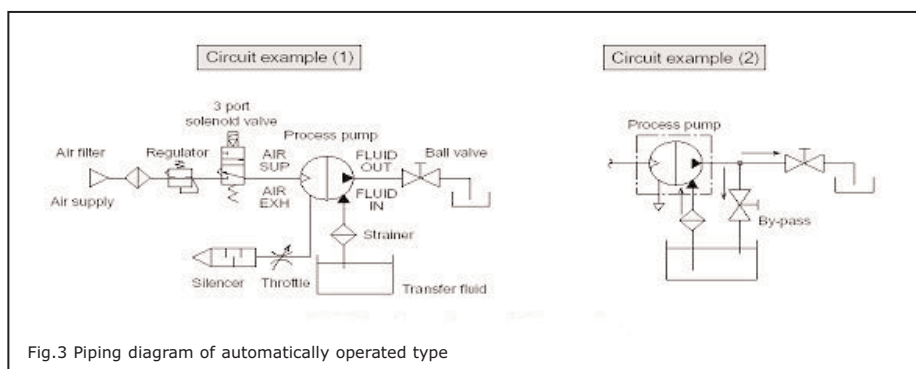 Circuit example (1)
3 port
solenoid valve
Process pump
Air filter
Regulator
AIR
SUP
FLUID
OUT
Ball valve
Air supply
AIR
EXH
FLUID
IN
Strainer
Silencer
Throttle
Transfer fluid
Circuit example (2)
Process pump
By-pass
Fig.3 Piping diagram of automatically operated type